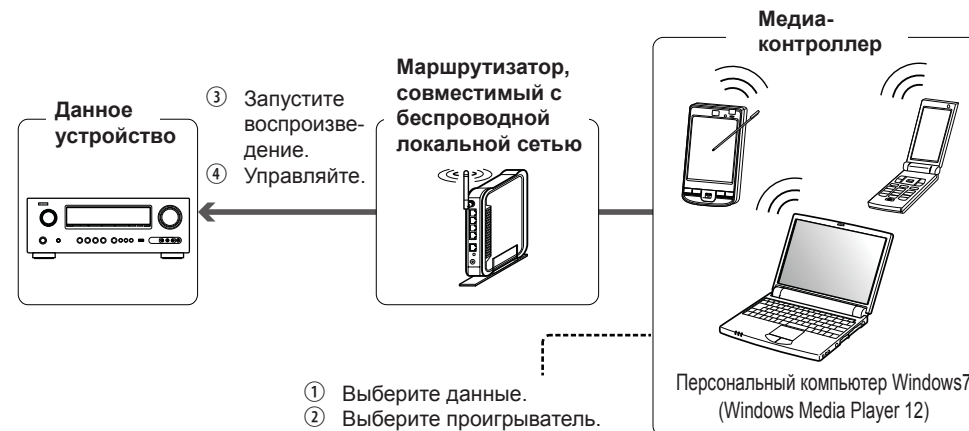 Данное
устройство
③ Запустите
воспроизве-
дение.
④ Управляйте.
Маршрутизатор,
совместимый с
беспроводной
локальной сетью
Медиа-
контроллер
Персональный компьютер Windows7
(Windows Media Player 12)
① Выберите данные.
② Выберите проигрыватель.